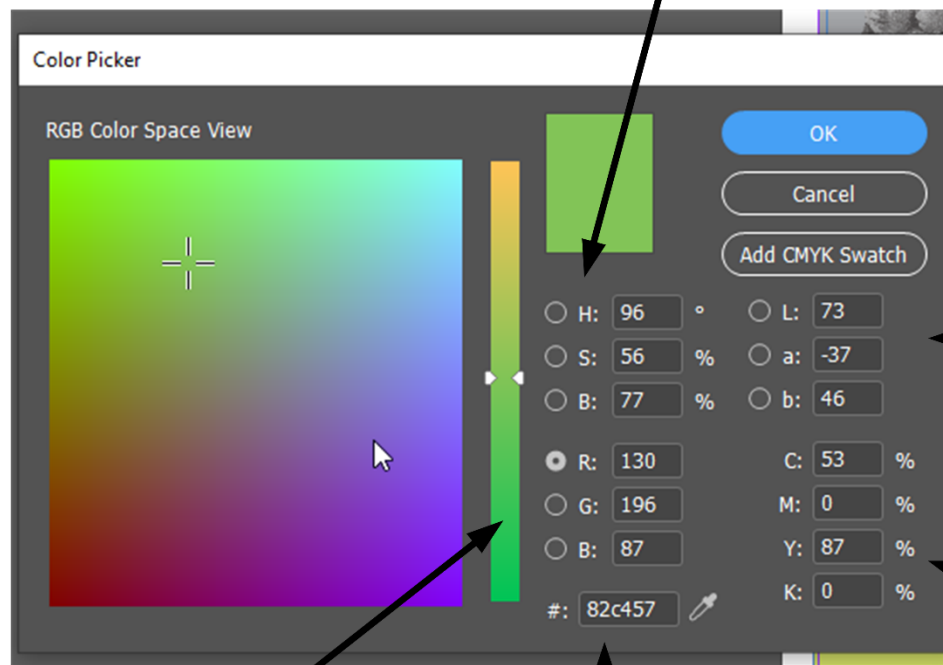 Color Picker
RGB Color Space View
OK
Cancel
Add CMYK Swatch
H: 96 °
S: 56 %
B: 77 %
L: 73
a: -37
b: 46
R: 130
G: 196
B: 87
C: 53 %
M: 0 %
Y: 87 %
K: 0 %
#: 82c457